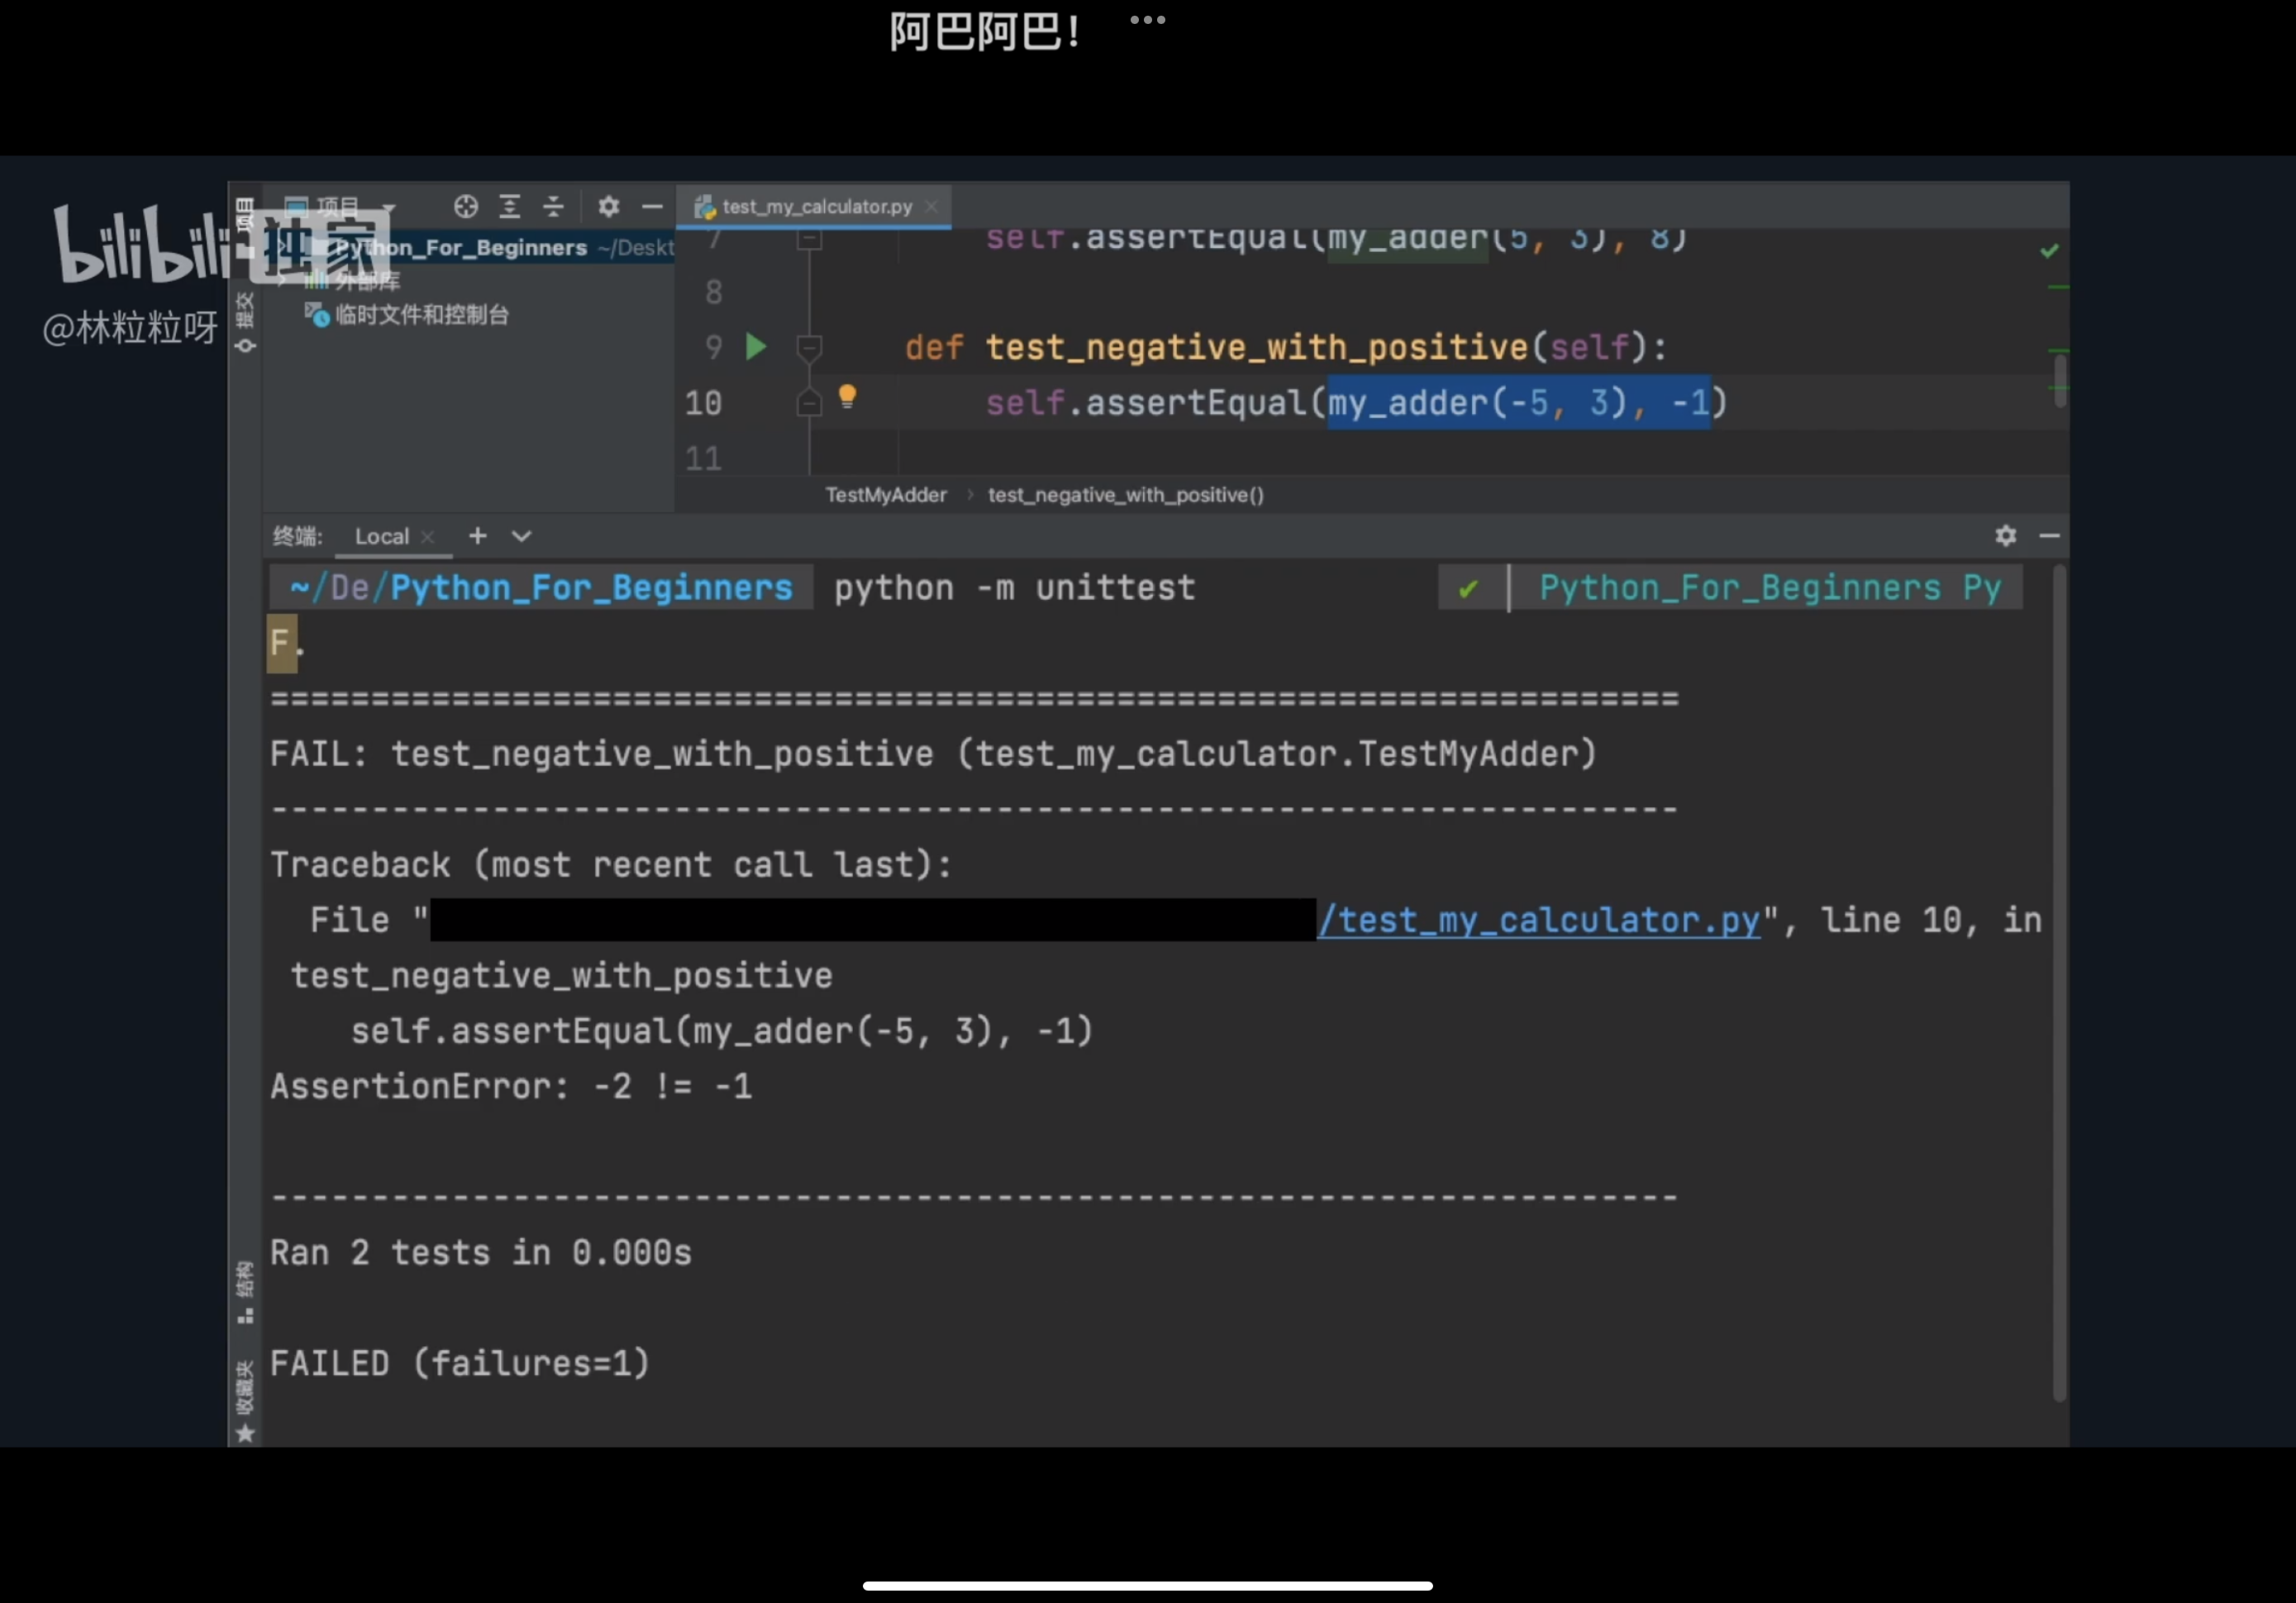 阿巴阿巴！
bilibili 独家
@林粒粒呀
项目
项目
test_my_calculator.py
Python_For_Beginners ~/Deskt
外部库
临时文件和控制台
提交
7 self.assertEqual(my_adder(5, 3), 8)
8
9 def test_negative_with_positive(self):
10 self.assertEqual(my_adder(-5, 3), -1)
11
TestMyAdder › test_negative_with_positive()
终端: Local
~/De/Python_For_Beginners python -m unittest ✔ Python_For_Beginners Py
F.
======================================================================
FAIL: test_negative_with_positive (test_my_calculator.TestMyAdder)
----------------------------------------------------------------------
Traceback (most recent call last):
File "/test_my_calculator.py", line 10, in
test_negative_with_positive
self.assertEqual(my_adder(-5, 3), -1)
AssertionError: -2 != -1
----------------------------------------------------------------------
Ran 2 tests in 0.000s
FAILED (failures=1)
结构
收藏夹